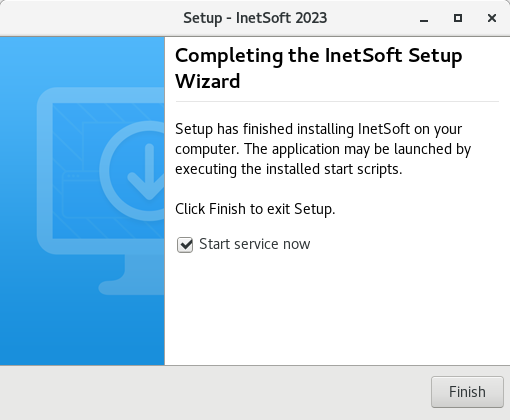 Setup - InetSoft 2023
Completing the InetSoft Setup
Wizard
Setup has finished installing InetSoft on your
computer. The application may be launched by
executing the installed start scripts.
Click Finish to exit Setup.
Start service now
Finish